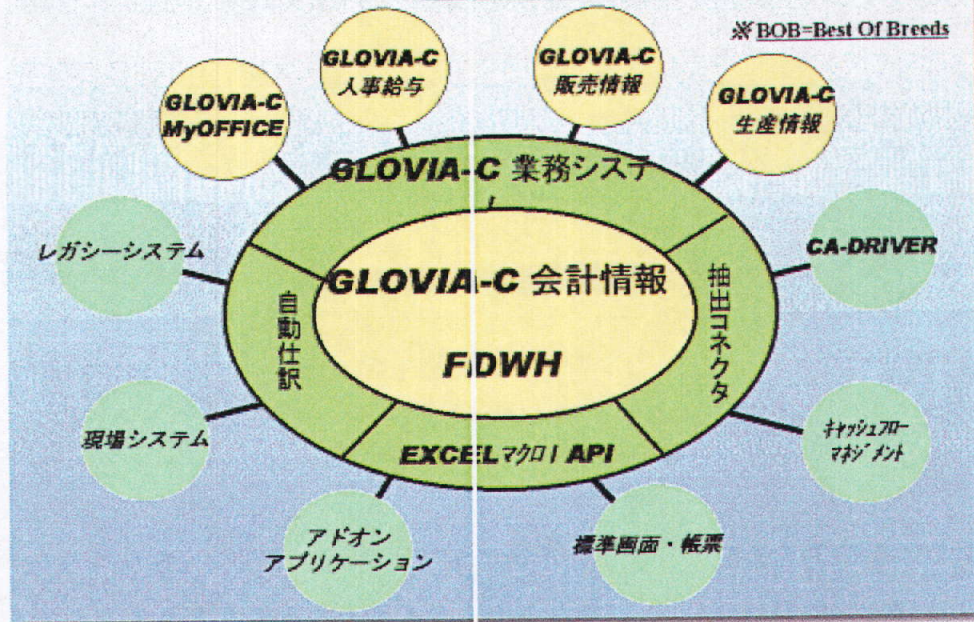 ※ BOB=Best Of Breeds
GLOVIA-C
人事給与
GLOVIA-C
販売情報
GLOVIA-C
MyOFFICE
GLOVIA-C
生産情報
GLOVIA-C 業務システ
レガシーシステム
CA-DRIVER
GLOVIA-C 会計情報
FiDWH
自動仕訳
抽出コネクタ
現場システム
キャッシュフロー
マネジメント
EXCELマクロ I API
アドオン
アプリケーション
標準画面・帳票